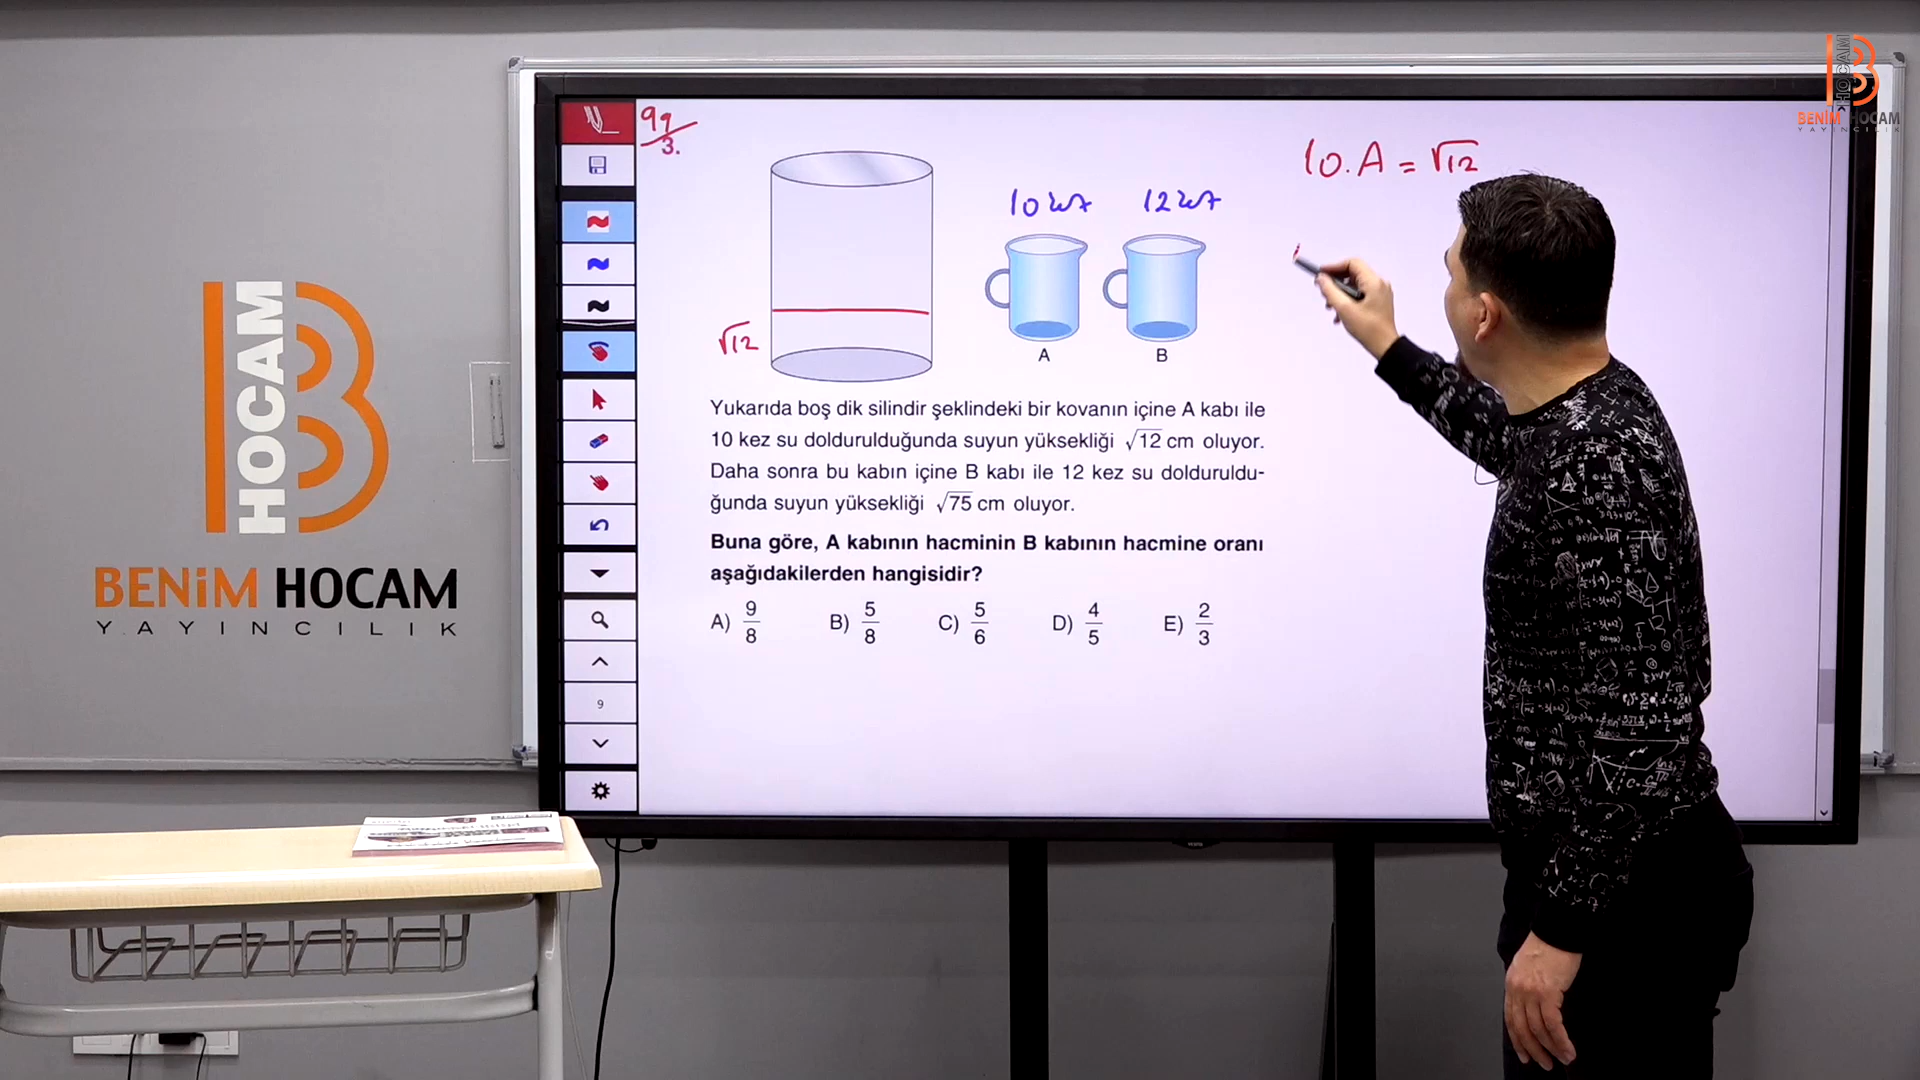 HOCAM
BENİM HOCAM
YAYINCILIK
99
3.
10.A = √12
10 kez
12 kez
√12
A
B
Yukarıda boş dik silindir şeklindeki bir kovanın içine A kabı ile
10 kez su doldurulduğunda suyun yüksekliği √12 cm oluyor.
Daha sonra bu kabın içine B kabı ile 12 kez su dolduruldu-
ğunda suyun yüksekliği √75 cm oluyor.
Buna göre, A kabının hacminin B kabının hacmine oranı
aşağıdakilerden hangisidir?
A) 9/8 B) 5/8 C) 5/6 D) 4/5 E) 2/3
9
HOCAM
BENİM HOCAM
YAYINCILIK